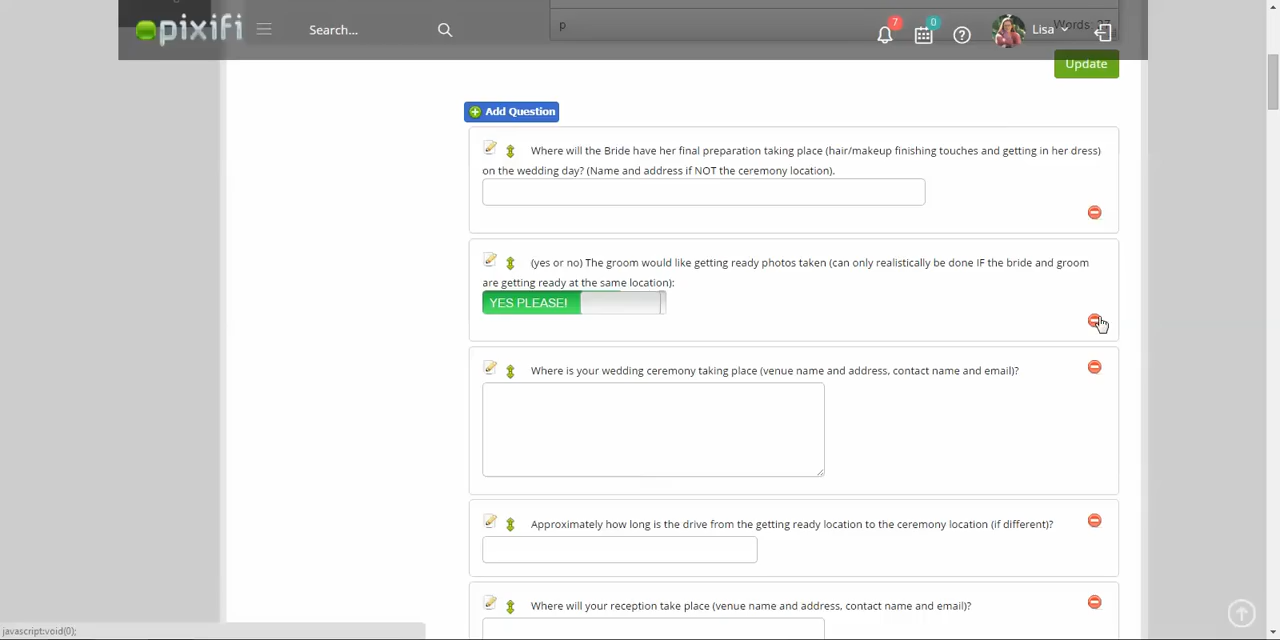 pixifi
Search...
p
Words: 27
7
0
Lisa
Update
Add Question
Where will the Bride have her final preparation taking place (hair/makeup finishing touches and getting in her dress)
on the wedding day? (Name and address if NOT the ceremony location).
(yes or no) The groom would like getting ready photos taken (can only realistically be done IF the bride and groom
are getting ready at the same location):
YES PLEASE!
Where is your wedding ceremony taking place (venue name and address, contact name and email)?
Approximately how long is the drive from the getting ready location to the ceremony location (if different)?
Where will your reception take place (venue name and address, contact name and email)?
javascript:void(0);